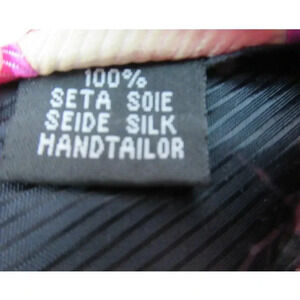 100%
SETA SOIE
SEIDE SILK
HANDTAILOR